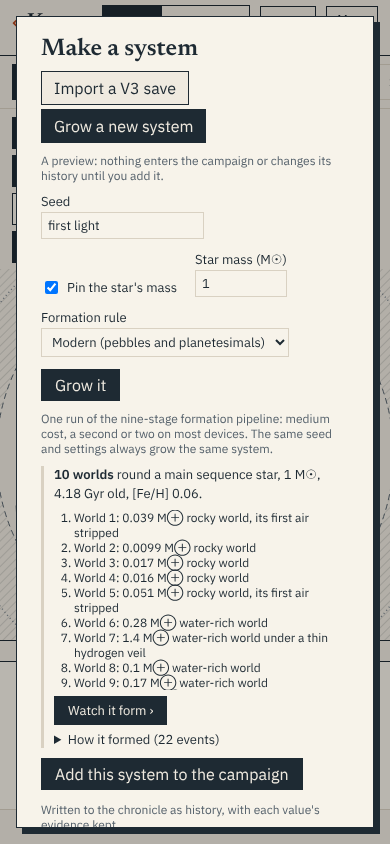 Make a system
Import a V3 save
Grow a new system
A preview: nothing enters the campaign or changes its
history until you add it.
Seed
first light
Star mass (M☉)
Pin the star's mass
1
Formation rule
Modern (pebbles and planetesimals)
Grow it
One run of the nine-stage formation pipeline: medium
cost, a second or two on most devices. The same seed
and settings always grow the same system.
10 worlds round a main sequence star, 1 M☉,
4.18 Gyr old, [Fe/H] 0.06.
1. World 1: 0.039 M⊕ rocky world, its first air
stripped
2. World 2: 0.0099 M⊕ rocky world
3. World 3: 0.017 M⊕ rocky world
4. World 4: 0.016 M⊕ rocky world
5. World 5: 0.051 M⊕ rocky world, its first air
stripped
6. World 6: 0.28 M⊕ water-rich world
7. World 7: 1.4 M⊕ water-rich world under a thin
hydrogen veil
8. World 8: 0.1 M⊕ water-rich world
9. World 9: 0.17 M⊕ water-rich world
Watch it form ›
▶ How it formed (22 events)
Add this system to the campaign
Written to the chronicle as history, with each value's
evidence kept